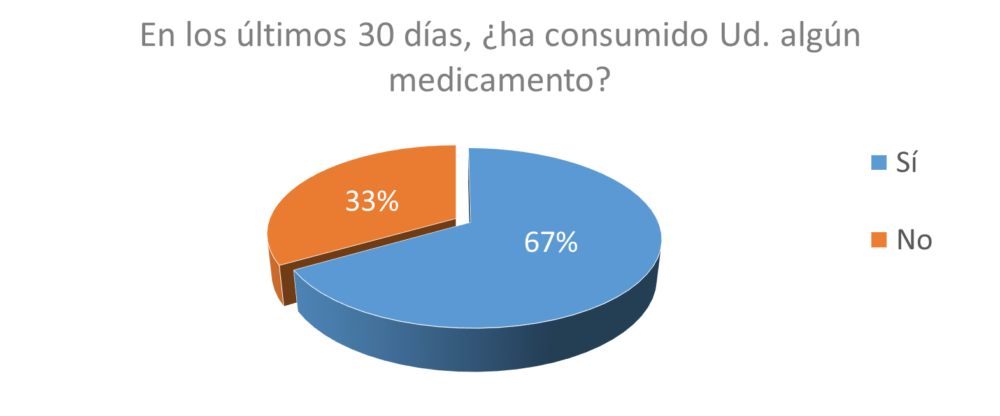 En los últimos 30 días, ¿ha consumido Ud. algún
medicamento?
33%
67%
Sí
No